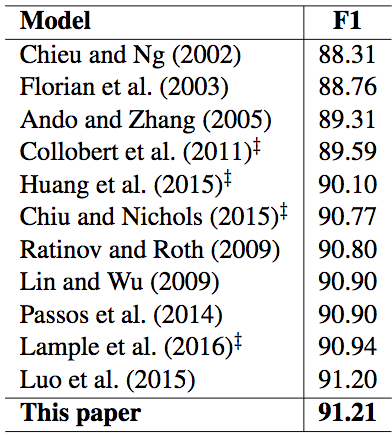 Model F1
Chieu and Ng (2002) 88.31
Florian et al. (2003) 88.76
Ando and Zhang (2005) 89.31
Collobert et al. (2011)‡ 89.59
Huang et al. (2015)‡ 90.10
Chiu and Nichols (2015)‡ 90.77
Ratinov and Roth (2009) 90.80
Lin and Wu (2009) 90.90
Passos et al. (2014) 90.90
Lample et al. (2016)‡ 90.94
Luo et al. (2015) 91.20
This paper 91.21